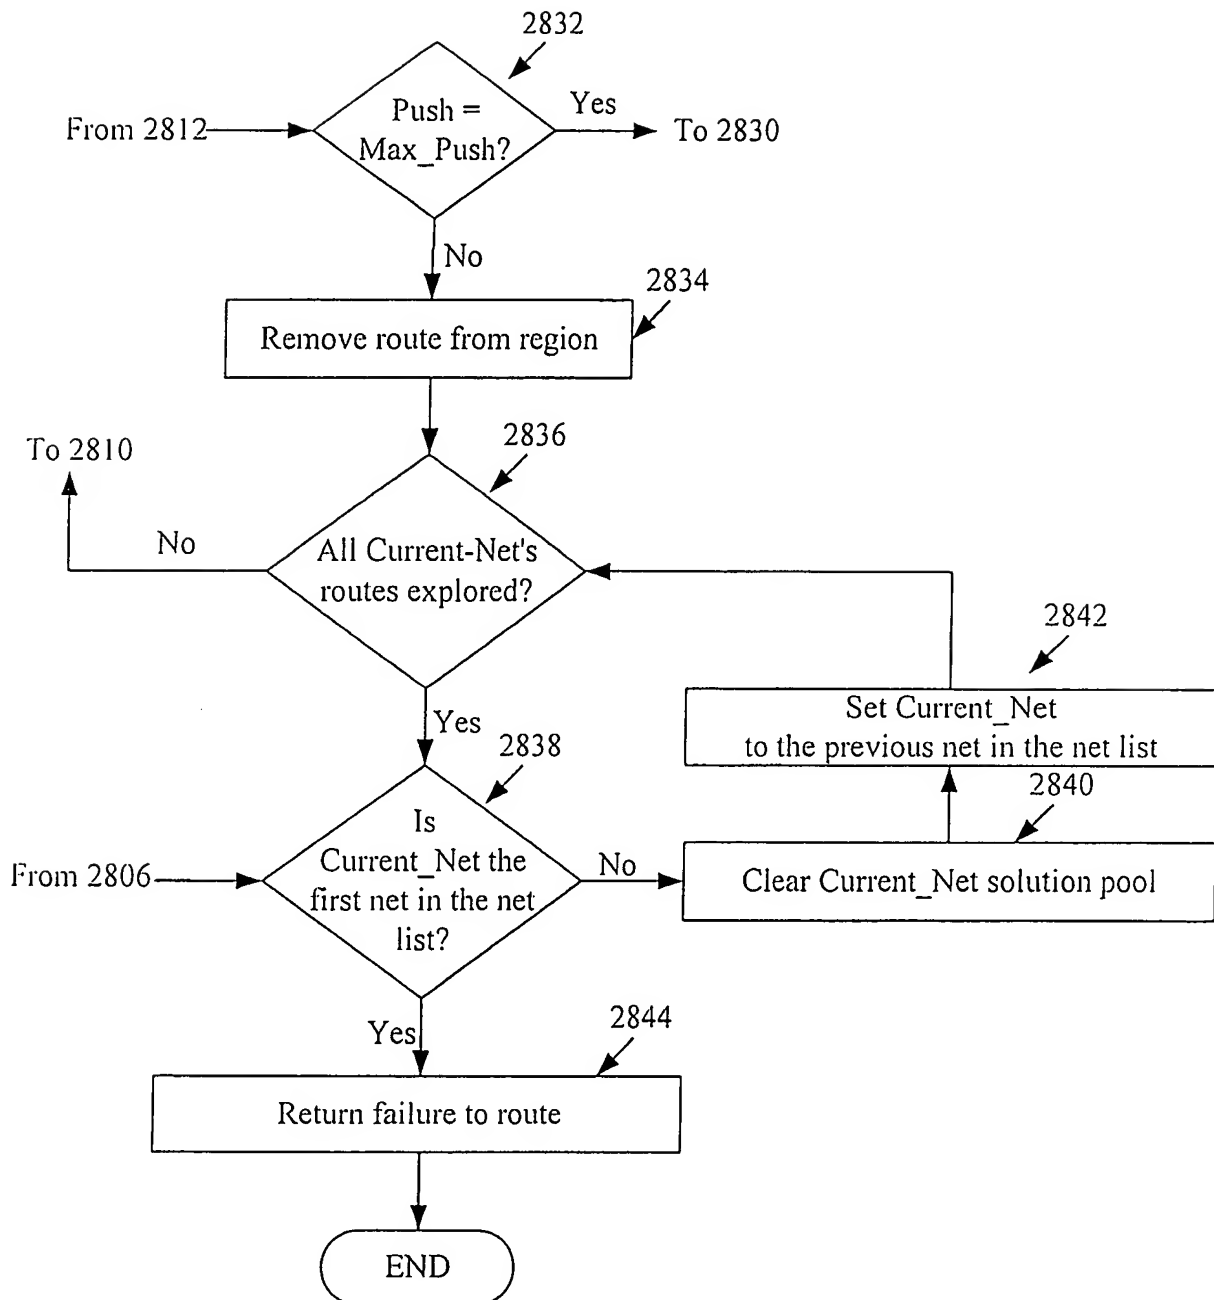 2832
Push =
Max_Push?
Yes
From 2812
To 2830
No
2834
Remove route from region
2836
To 2810
No
All Current-Net's
routes explored?
2842
Set Current_Net
to the previous net in the net list
Yes
2838
2840
Is
Current_Net the
first net in the net
list?
From 2806
No
Clear Current_Net solution pool
Yes
2844
Return failure to route
END